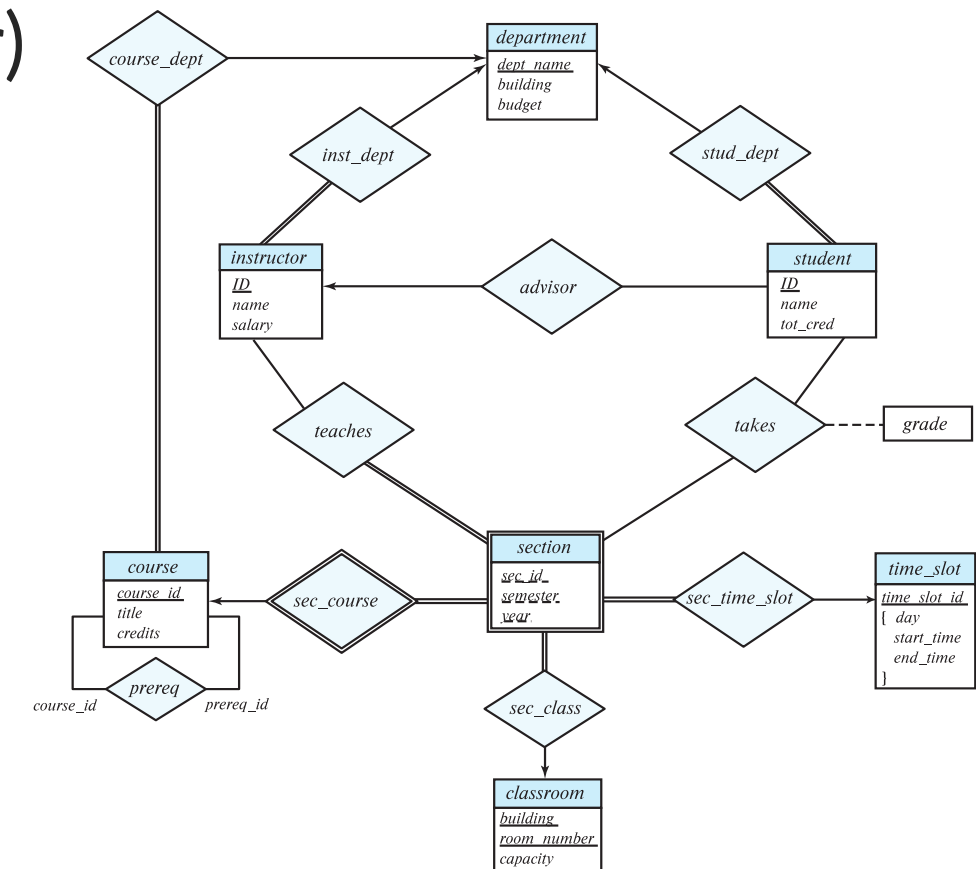 )
course_dept
department
dept_name
building
budget
inst_dept
stud_dept
instructor
ID
name
salary
advisor
student
ID
name
tot_cred
teaches
takes
grade
course
course_id
title
credits
sec_course
section
sec_id
semester
year
sec_time_slot
time_slot
time_slot_id
{ day
start_time
end_time
}
prereq
course_id
prereq_id
sec_class
classroom
building
room_number
capacity